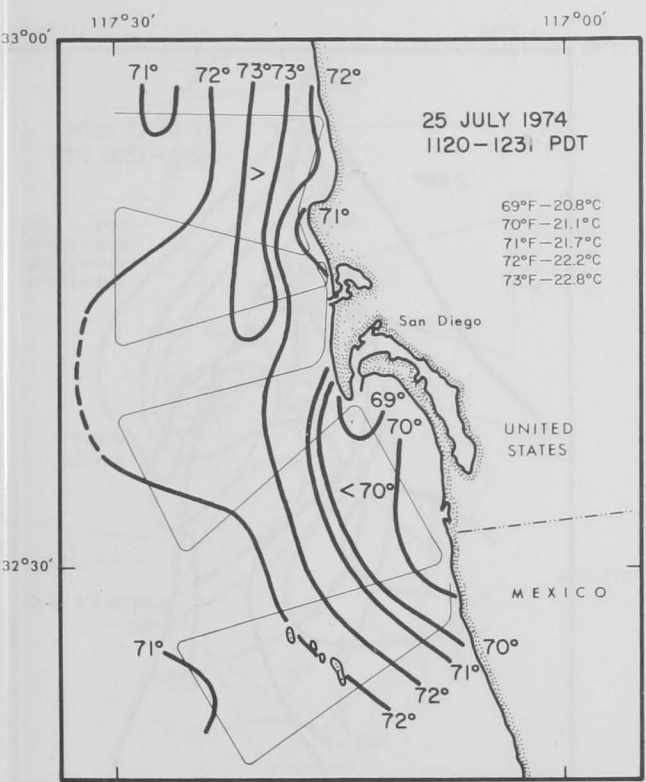 117°30'
117°00'
33°00'
71° 72° 73° 73° 72°
25 JULY 1974
1120–1231 PDT
>
69°F–20.8°C
70°F–21.1°C
71°F–21.7°C
72°F–22.2°C
73°F–22.8°C
71°
San Diego
69°
70°
UNITED
STATES
<70°
32°30'
MEXICO
70°
71°
71°
72°
72°